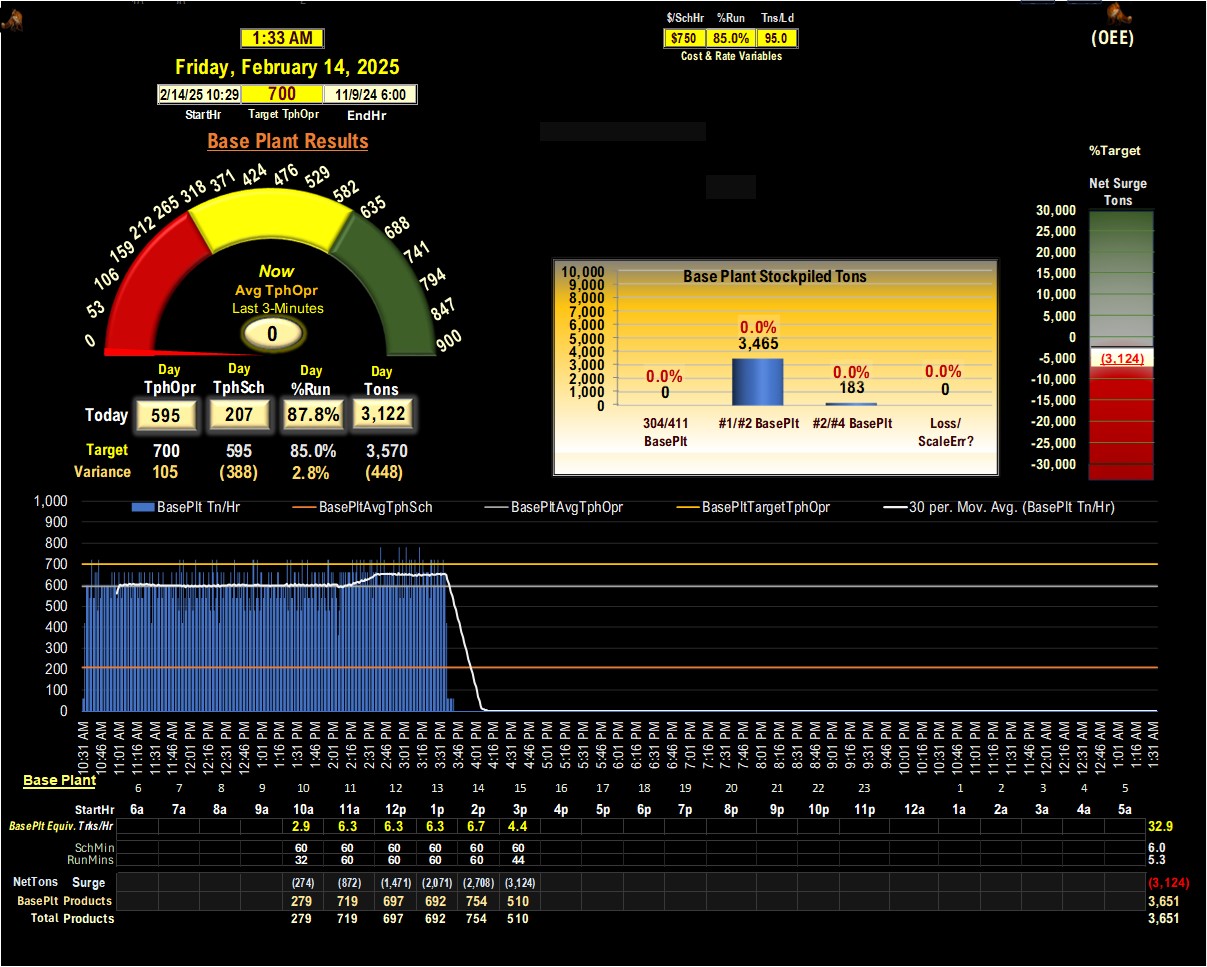 $/SchHr %Run Tns/Ld
1:33 AM
$750 85.0% 95.0
(OEE)
Cost & Rate Variables
Friday, February 14, 2025
2/14/25 10:29 700 11/9/24 6:00
StartHr Target TphOpr EndHr
Base Plant Results
0 53 106 159 212 265 318 371 424 476 529 582 635 688 741 794 847 900
Now
Avg TphOpr
Last 3-Minutes
0
Day Day Day Day
TphOpr TphSch %Run Tons
Today 595 207 87.8% 3,122
Target 700 595 85.0% 3,570
Variance 105 (388) 2.8% (448)
Base Plant Stockpiled Tons
10,000
9,000
8,000
7,000
6,000
5,000
4,000
3,000
2,000
1,000
0
0.0% 0.0% 0.0% 0.0%
0 3,465 183 0
304/411 BasePlt
#1/#2 BasePlt
#2/#4 BasePlt
Loss/ ScaleErr?
%Target
Net Surge
Tons
30,000
25,000
20,000
15,000
10,000
5,000
0
-5,000
(3,124)
-10,000
-15,000
-20,000
-25,000
-30,000
BasePlt Tn/Hr BasePltAvgTphSch BasePltAvgTphOpr BasePltTargetTphOpr 30 per. Mov. Avg. (BasePlt Tn/Hr)
1,000
900
800
700
600
500
400
300
200
100
0
10:31 AM 10:46 AM 11:01 AM 11:16 AM 11:31 AM 11:46 AM 12:01 PM 12:16 PM 12:31 PM 12:46 PM 1:01 PM 1:16 PM 1:31 PM 1:46 PM 2:01 PM 2:16 PM 2:31 PM 2:46 PM 3:01 PM 3:16 PM 3:31 PM 3:46 PM 4:01 PM 4:16 PM 4:31 PM 4:46 PM 5:01 PM 5:16 PM 5:31 PM 5:46 PM 6:01 PM 6:16 PM 6:31 PM 6:46 PM 7:01 PM 7:16 PM 7:31 PM 7:46 PM 8:01 PM 8:16 PM 8:31 PM 8:46 PM 9:01 PM 9:16 PM 9:31 PM 9:46 PM 10:01 PM 10:16 PM 10:31 PM 10:46 PM 11:01 PM 11:16 PM 11:31 PM 11:46 PM 12:01 AM 12:16 AM 12:31 AM 12:46 AM 1:01 AM 1:16 AM 1:31 AM
Base Plant 6 7 8 9 10 11 12 13 14 15 16 17 18 19 20 21 22 23 1 2 3 4 5
StartHr 6a 7a 8a 9a 10a 11a 12p 1p 2p 3p 4p 5p 6p 7p 8p 9p 10p 11p 12a 1a 2a 3a 4a 5a
BasePlt Equiv. Trks/Hr 2.9 6.3 6.3 6.3 6.7 4.4 32.9
SchMin 60 60 60 60 60 60 6.0
RunMins 32 60 60 60 60 44 5.3
NetTons Surge (274) (872) (1,471) (2,071) (2,708) (3,124) (3,124)
BasePlt Products 279 719 697 692 754 510 3,651
Total Products 279 719 697 692 754 510 3,651